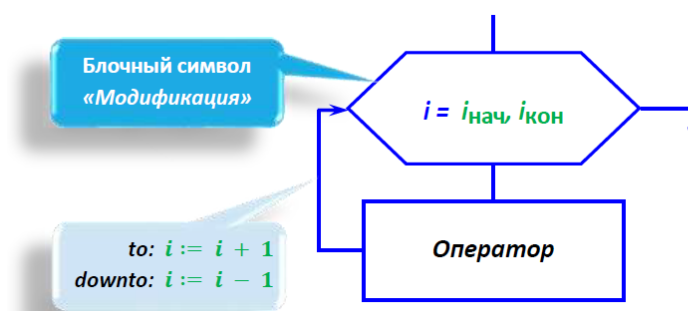 Блочный символ
«Модификация»
i = iнач, iкон
to: i := i + 1
downto: i := i − 1
Оператор